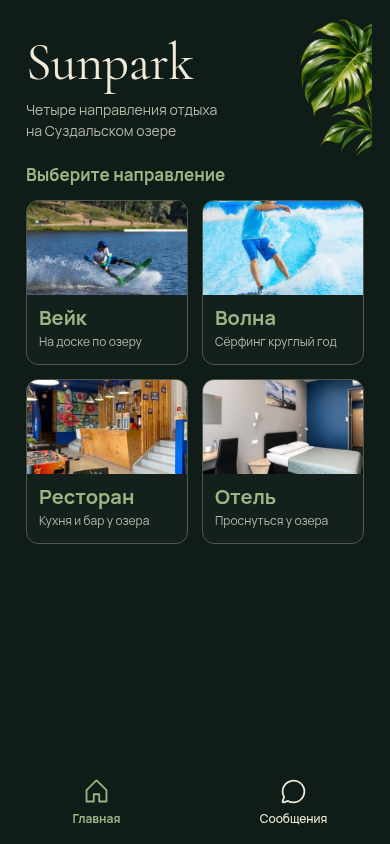 Sunpark
Четыре направления отдыха
на Суздальском озере
Выберите направление
Вейк
На доске по озеру
Волна
Сёрфинг круглый год
Ресторан
Кухня и бар у озера
Отель
Проснуться у озера
Главная
Сообщения